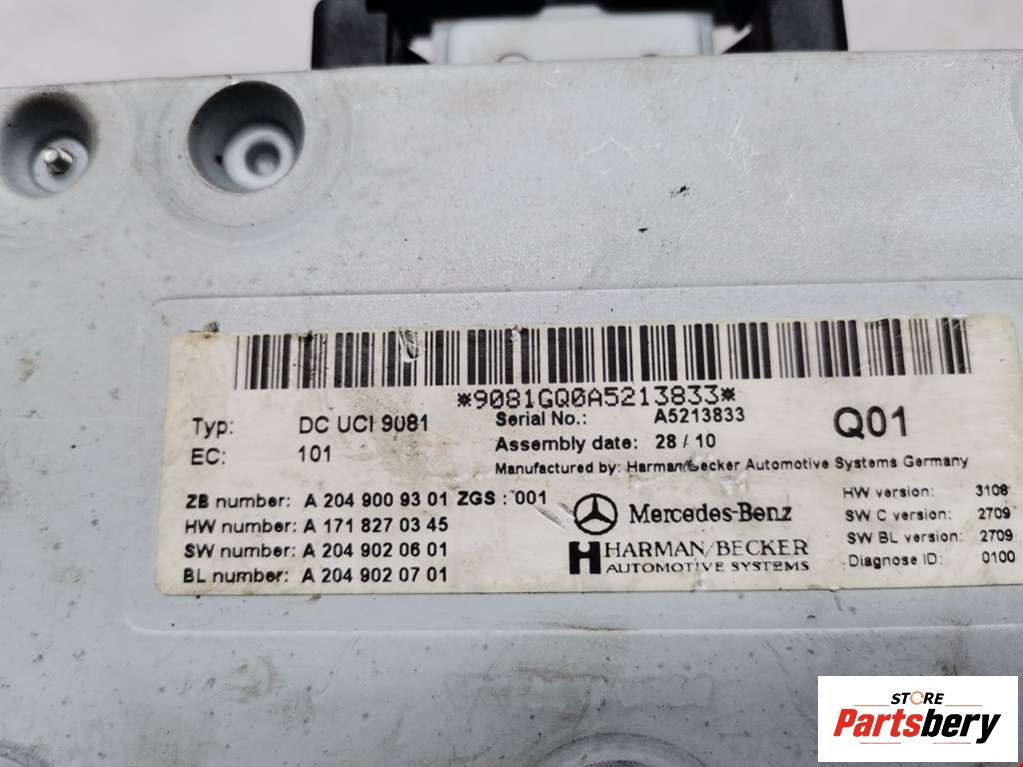 *9081GQ0A5213833*
Typ: DC UCI 9081 Serial No.: A5213833 Q01
EC: 101 Assembly date: 28 / 10
Manufactured by: Harman/Becker Automotive Systems Germany
ZB number: A 204 900 93 01 ZGS : 001
HW number: A 171 827 03 45
SW number: A 204 902 06 01
BL number: A 204 902 07 01
Mercedes-Benz
HARMAN/BECKER
AUTOMOTIVE SYSTEMS
HW version: 3108
SW C version: 2709
SW BL version: 2709
Diagnose ID: 0100
STORE
Partsbery